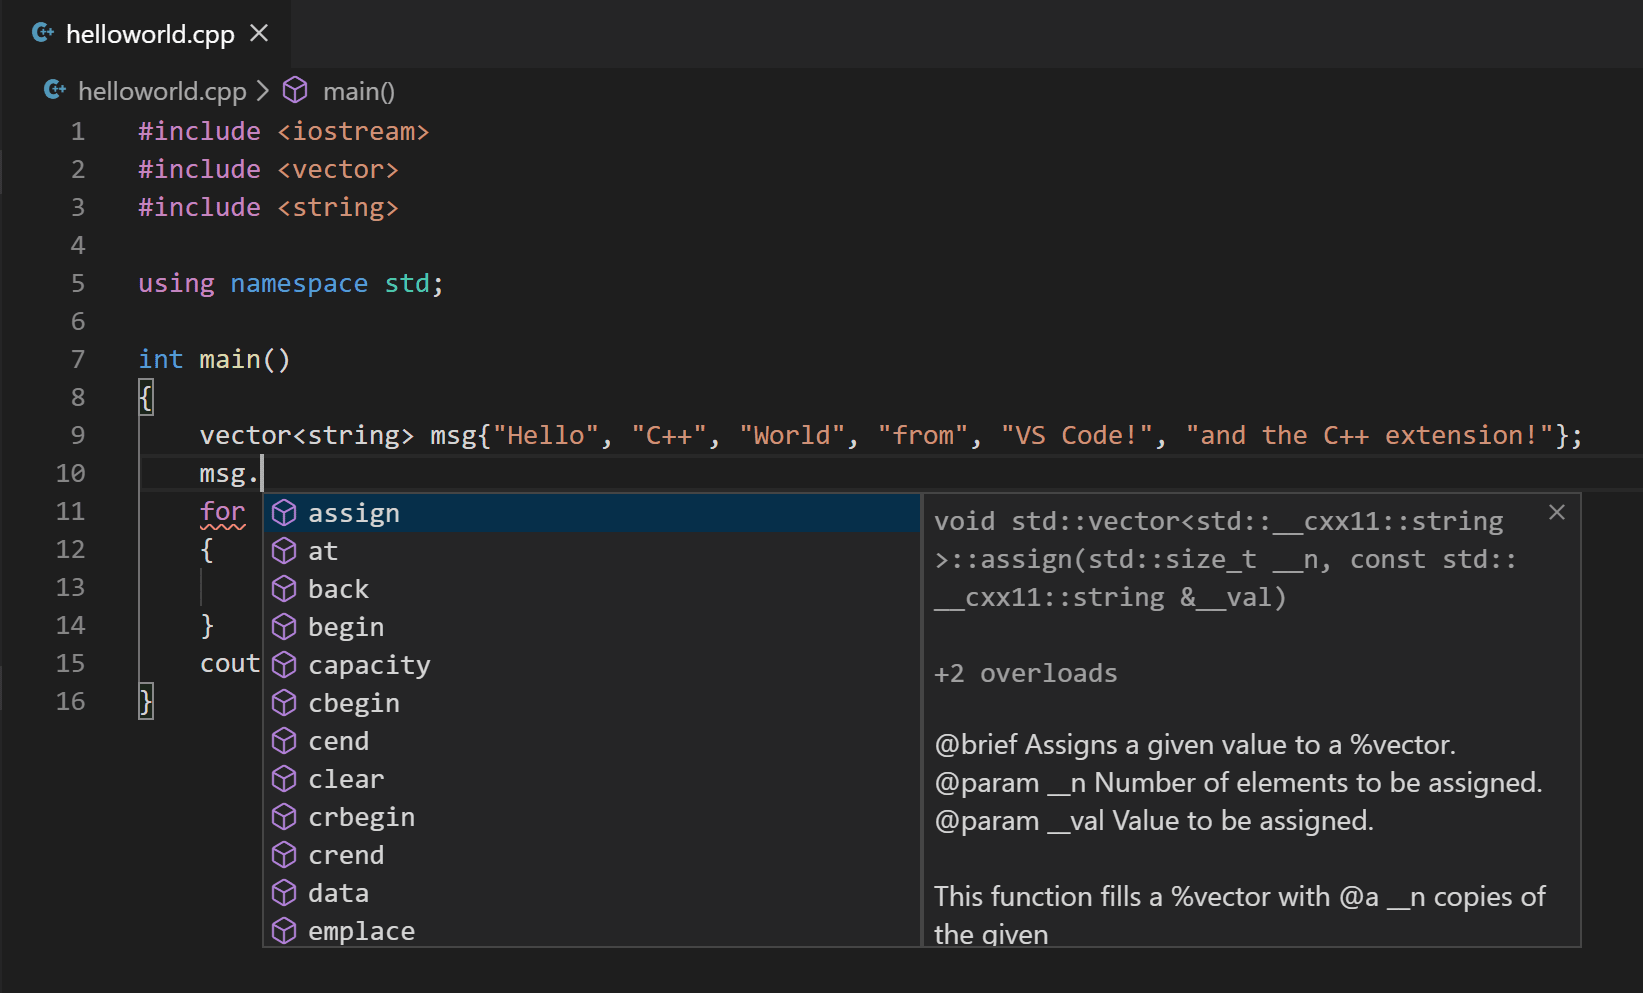 helloworld.cpp
helloworld.cpp > main()
1 #include <iostream>
2 #include <vector>
3 #include <string>
4
5 using namespace std;
6
7 int main()
8 {
9 vector<string> msg{"Hello", "C++", "World", "from", "VS Code!", "and the C++ extension!"};
10 msg.
11 for
12 {
13
14 }
15 cout
16 }
assign
at
back
begin
capacity
cbegin
cend
clear
crbegin
crend
data
emplace
void std::vector<std::__cxx11::string
>::assign(std::size_t __n, const std::
__cxx11::string &__val)
+2 overloads
@brief Assigns a given value to a %vector.
@param __n Number of elements to be assigned.
@param __val Value to be assigned.
This function fills a %vector with @a __n copies of
the given